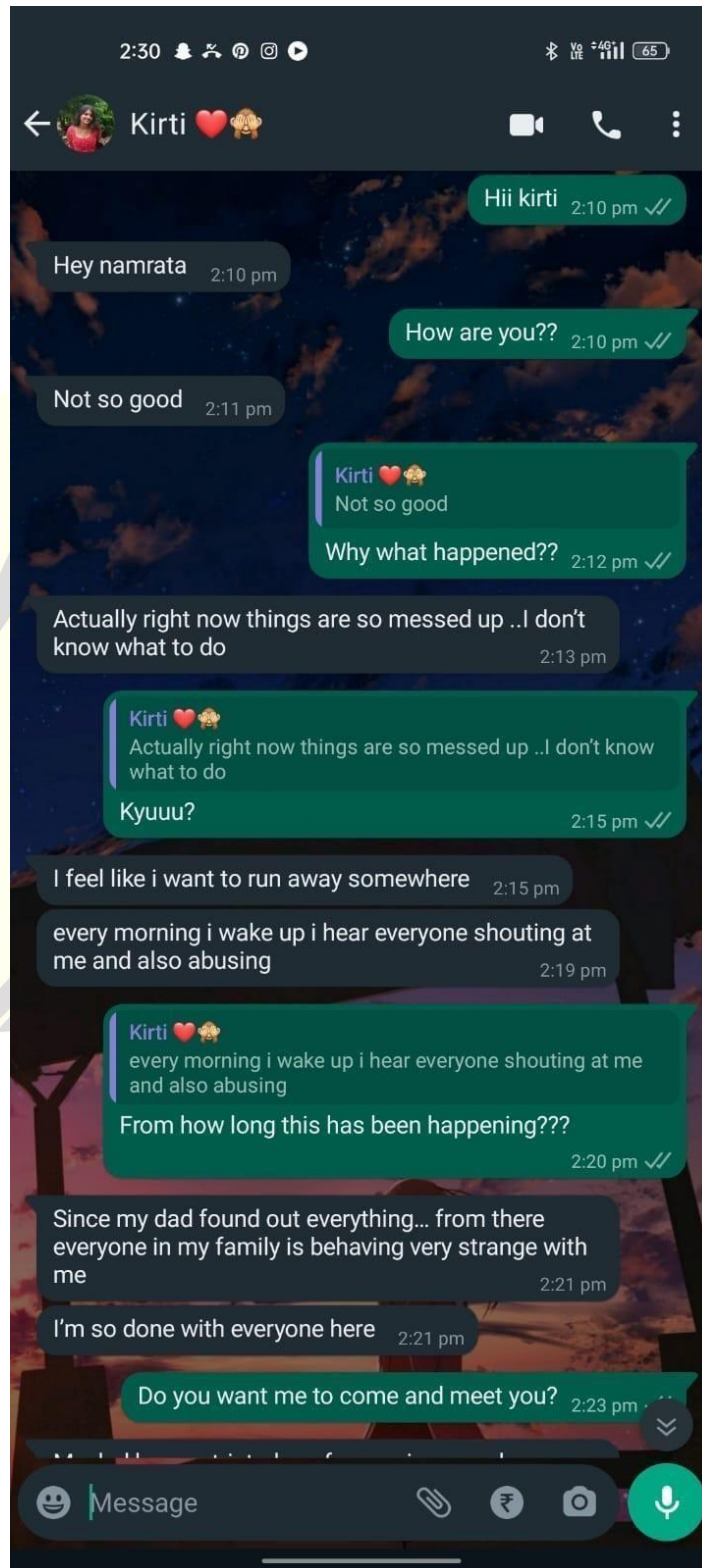 2:30
Vo LTE 4G+ 65
Kirti ❤️🙈
Hii kirti 2:10 pm
Hey namrata 2:10 pm
How are you?? 2:10 pm
Not so good 2:11 pm
Kirti ❤️🙈
Not so good
Why what happened?? 2:12 pm
Actually right now things are so messed up ..I don't
know what to do
2:13 pm
Kirti ❤️🙈
Actually right now things are so messed up ..I don't know
what to do
Kyuuu?
2:15 pm
I feel like i want to run away somewhere 2:15 pm
every morning i wake up i hear everyone shouting at
me and also abusing
2:19 pm
Kirti ❤️🙈
every morning i wake up i hear everyone shouting at me
and also abusing
From how long this has been happening???
2:20 pm
Since my dad found out everything... from there
everyone in my family is behaving very strange with
me
2:21 pm
I'm so done with everyone here 2:21 pm
Do you want me to come and meet you? 2:23 pm
Message
₹